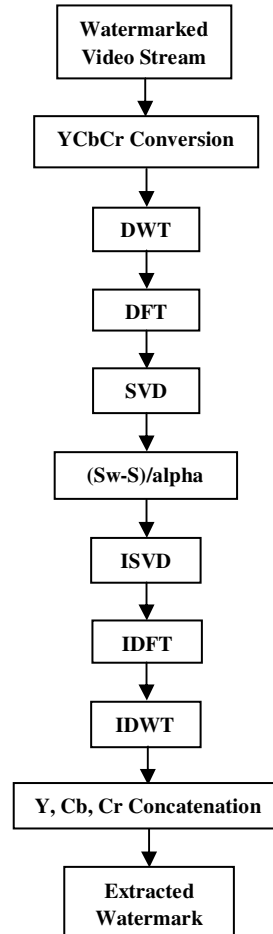 Watermarked
Video Stream
YCbCr Conversion
DWT
DFT
SVD
(Sw-S)/alpha
ISVD
IDFT
IDWT
Y, Cb, Cr Concatenation
Extracted
Watermark